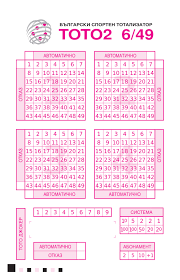 БЪЛГАРСКИ СПОРТЕН ТОТАЛИЗАТОР
ТОТО2 6/49
АВТОМАТИЧНО АВТОМАТИЧНО
ОТКАЗ
1 2 3 4 5 6 7 1 2 3 4 5 6 7
8 9 10 11 12 13 14 8 9 10 11 12 13 14
15 16 17 18 19 20 21 15 16 17 18 19 20 21
22 23 24 25 26 27 28 22 23 24 25 26 27 28
29 30 31 32 33 34 35 29 30 31 32 33 34 35
36 37 38 39 40 41 42 36 37 38 39 40 41 42
43 44 45 46 47 48 49 43 44 45 46 47 48 49
ОТКАЗ
ОТКАЗ
1 2 3 4 5 6 7 1 2 3 4 5 6 7
8 9 10 11 12 13 14 8 9 10 11 12 13 14
15 16 17 18 19 20 21 15 16 17 18 19 20 21
22 23 24 25 26 27 28 22 23 24 25 26 27 28
29 30 31 32 33 34 35 29 30 31 32 33 34 35
36 37 38 39 40 41 42 36 37 38 39 40 41 42
43 44 45 46 47 48 49 43 44 45 46 47 48 49
ОТКАЗ
АВТОМАТИЧНО АВТОМАТИЧНО
ТОТО ДЖОКЕР
1 2 3 4 5 6 7 8 9
СИСТЕМА
10 5 2 1
100 100 50 20 20
АВТОМАТИЧНО
ОТКАЗ
АБОНАМЕНТ
2 5 10 +1